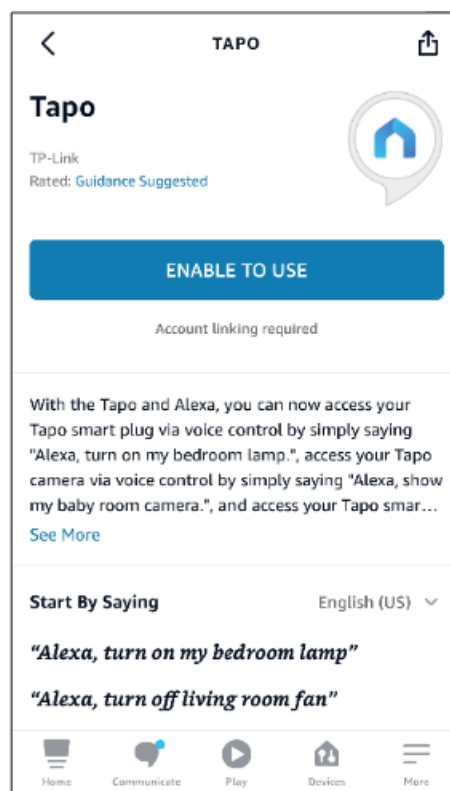 TAPO
Tapo
TP-Link
Rated: Guidance Suggested
ENABLE TO USE
Account linking required
With the Tapo and Alexa, you can now access your
Tapo smart plug via voice control by simply saying
"Alexa, turn on my bedroom lamp.", access your Tapo
camera via voice control by simply saying "Alexa, show
my baby room camera.", and access your Tapo smar...
See More
Start By Saying English (US)
“Alexa, turn on my bedroom lamp”
“Alexa, turn off living room fan”
Home Communicate Play Devices More